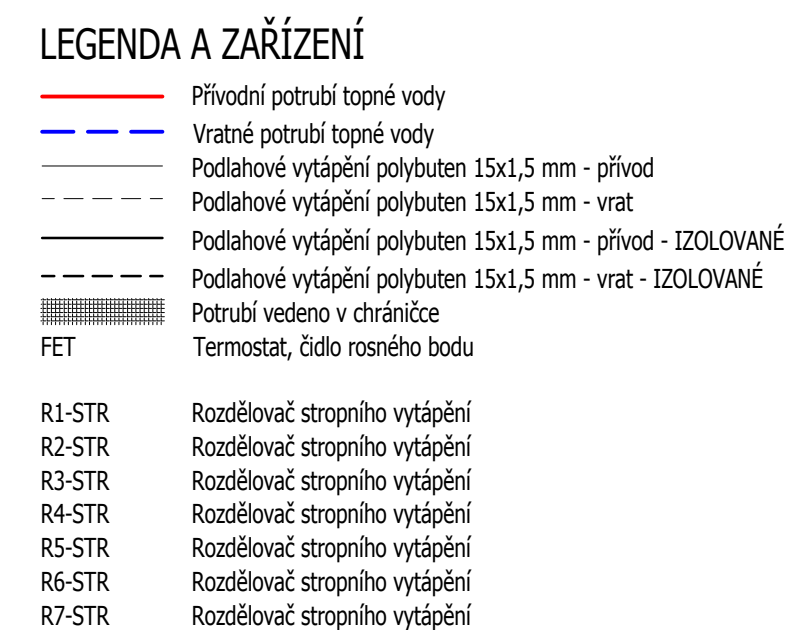 LEGENDA A ZAŘÍZENÍ
Přívodní potrubí topné vody
Vratné potrubí topné vody
Podlahové vytápění polybuten 15x1,5 mm - přívod
Podlahové vytápění polybuten 15x1,5 mm - vrat
Podlahové vytápění polybuten 15x1,5 mm - přívod - IZOLOVANÉ
Podlahové vytápění polybuten 15x1,5 mm - vrat - IZOLOVANÉ
Potrubí vedeno v chráničce
FET Termostat, čidlo rosného bodu
R1-STR Rozdělovač stropního vytápění
R2-STR Rozdělovač stropního vytápění
R3-STR Rozdělovač stropního vytápění
R4-STR Rozdělovač stropního vytápění
R5-STR Rozdělovač stropního vytápění
R6-STR Rozdělovač stropního vytápění
R7-STR Rozdělovač stropního vytápění